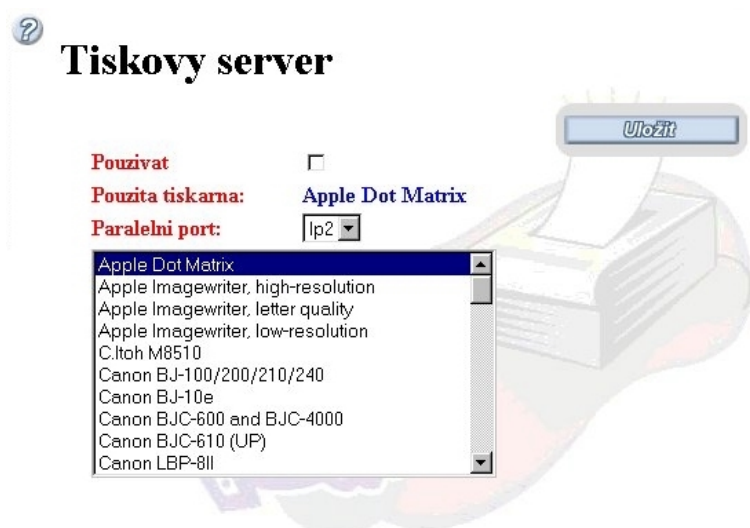 Tiskovy server
Uložit
Pouzivat
Pouzita tiskarna: Apple Dot Matrix
Paralelni port: lp2
Apple Dot Matrix
Apple Imagewriter, high-resolution
Apple Imagewriter, letter quality
Apple Imagewriter, low-resolution
C.Itoh M8510
Canon BJ-100/200/210/240
Canon BJ-10e
Canon BJC-600 and BJC-4000
Canon BJC-610 (UP)
Canon LBP-8II